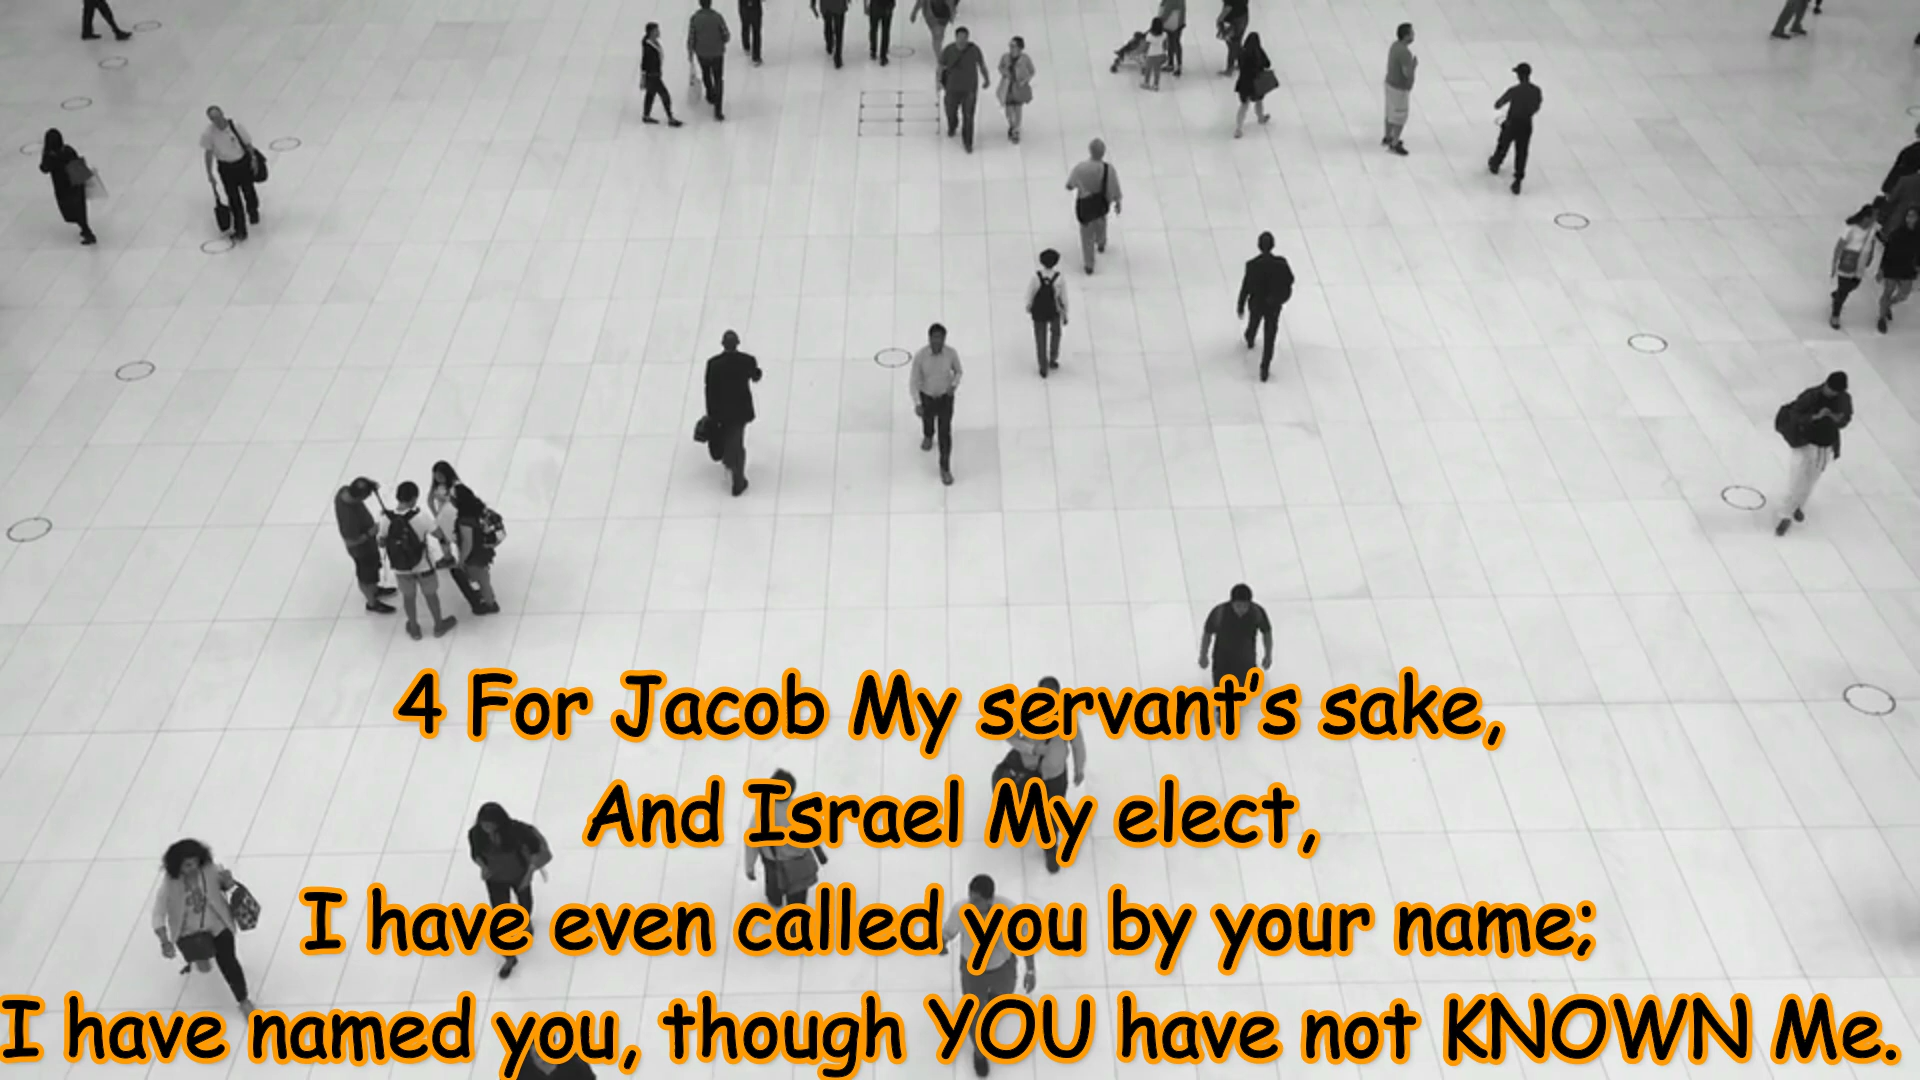 4 For Jacob My servant’s sake,
And Israel My elect,
I have even called you by your name;
I have named you, though YOU have not KNOWN Me.